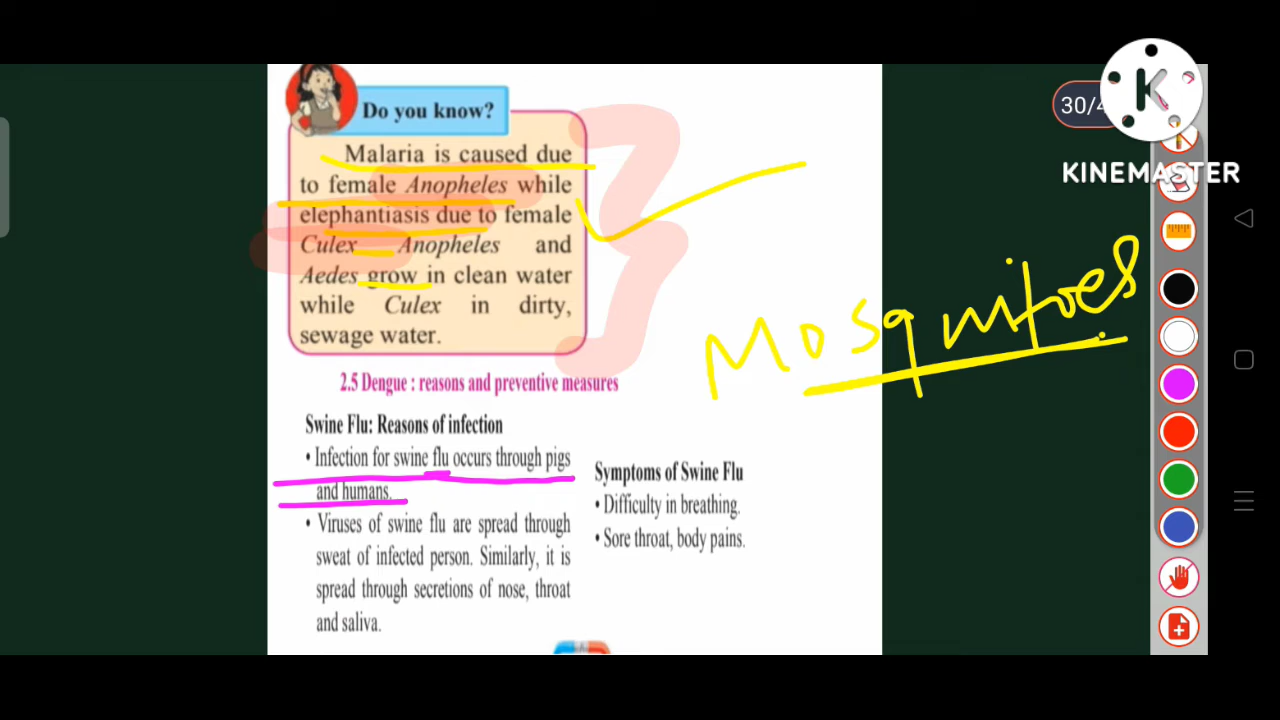 Do you know?
Malaria is caused due
to female Anopheles while
elephantiasis due to female
Culex Anopheles and
Aedes grow in clean water
while Culex in dirty,
sewage water.
Mosquitoes
2.5 Dengue : reasons and preventive measures
Swine Flu: Reasons of infection
• Infection for swine flu occurs through pigs
and humans.
• Viruses of swine flu are spread through
sweat of infected person. Similarly, it is
spread through secretions of nose, throat
and saliva.
Symptoms of Swine Flu
• Difficulty in breathing.
• Sore throat, body pains.
30/4
K
KINEMASTER